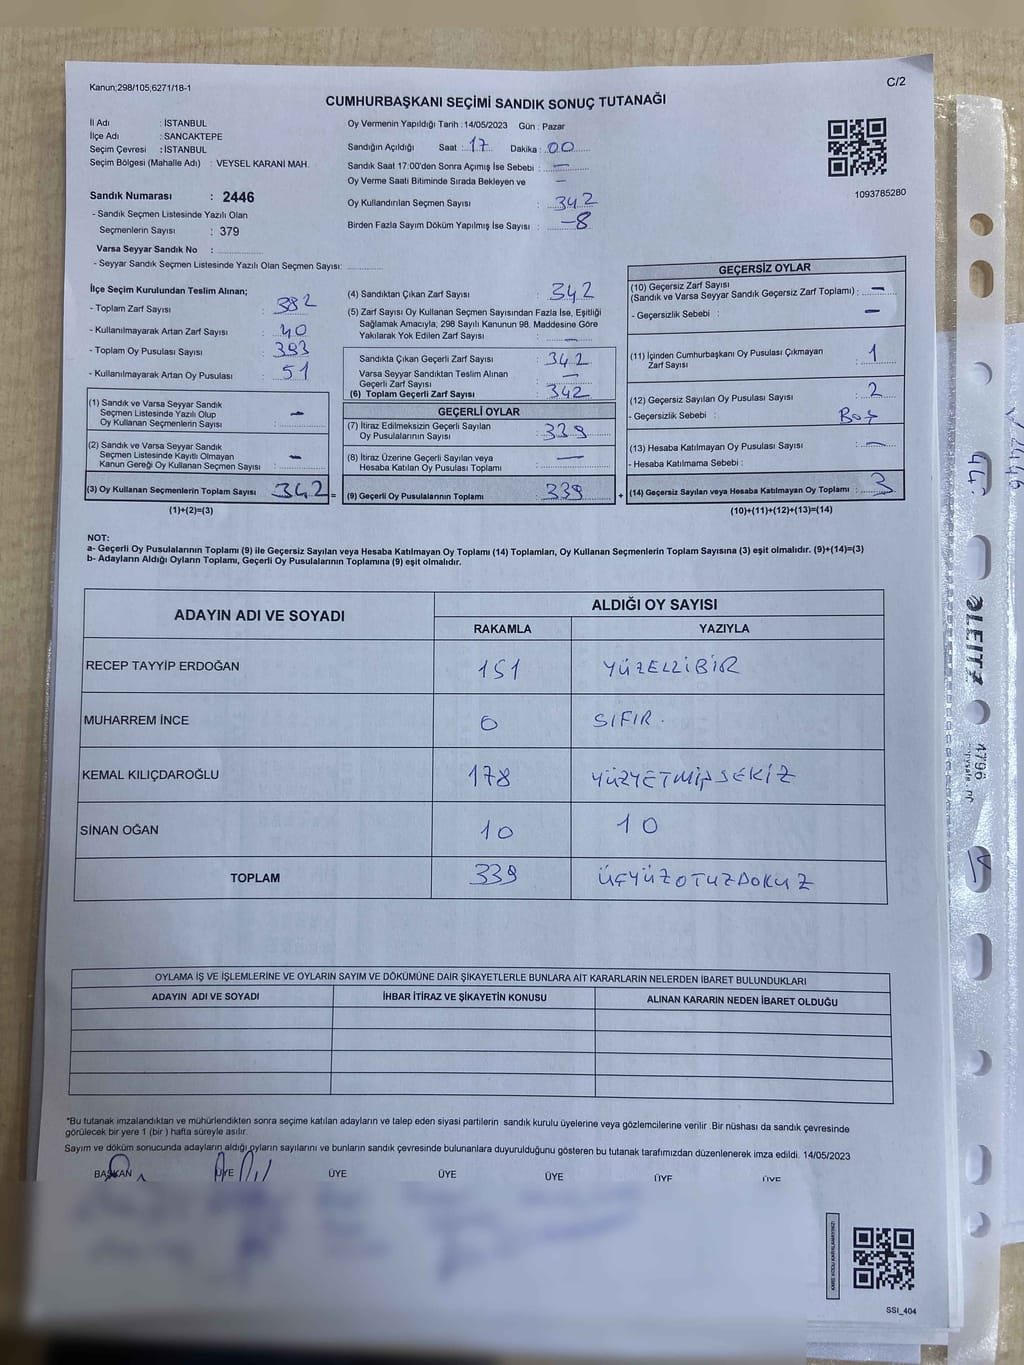 Kanun;298/105;6271/18-1
C/2
CUMHURBAŞKANI SEÇİMİ SANDIK SONUÇ TUTANAĞI
İl Adı : İSTANBUL
İlçe Adı : SANCAKTEPE
Seçim Çevresi : İSTANBUL
Seçim Bölgesi (Mahalle Adı) : VEYSEL KARANI MAH.
Sandık Numarası : 2446
- Sandık Seçmen Listesinde Yazılı Olan
Seçmenlerin Sayısı : 379
Varsa Seyyar Sandık No :
- Seyyar Sandık Seçmen Listesinde Yazılı Olan Seçmen Sayısı:
Oy Vermenin Yapıldığı Tarih : 14/05/2023 Gün : Pazar
Sandığın Açıldığı Saat : 17 Dakika : 00
Sandık Saat 17:00'den Sonra Açımış İse Sebebi : —
Oy Verme Saati Bitiminde Sırada Bekleyen ve —
Oy Kullandırılan Seçmen Sayısı : 342
Birden Fazla Sayım Döküm Yapılmış İse Sayısı : -8
1093785280
İlçe Seçim Kurulundan Teslim Alınan;
- Toplam Zarf Sayısı : 382
- Kullanılmayarak Artan Zarf Sayısı : 40
- Toplam Oy Pusulası Sayısı : 393
- Kullanılmayarak Artan Oy Pusulası : 51
(1) Sandık ve Varsa Seyyar Sandık
Seçmen Listesinde Yazılı Olup
Oy Kullanan Seçmenlerin Sayısı : —
(2) Sandık ve Varsa Seyyar Sandık
Seçmen Listesinde Kayıtlı Olmayan
Kanun Gereği Oy Kullanan Seçmen Sayısı : —
(3) Oy Kullanan Seçmenlerin Toplam Sayısı : 342 =
(1)+(2)=(3)
(4) Sandıktan Çıkan Zarf Sayısı : 342
(5) Zarf Sayısı Oy Kullanan Seçmen Sayısından Fazla İse, Eşitliği
Sağlamak Amacıyla, 298 Sayılı Kanunun 98. Maddesine Göre
Yakılarak Yok Edilen Zarf Sayısı : —
Sandıkta Çıkan Geçerli Zarf Sayısı : 342
Varsa Seyyar Sandıktan Teslim Alınan
Geçerli Zarf Sayısı : —
(6) Toplam Geçerli Zarf Sayısı : 342
GEÇERLİ OYLAR
(7) İtiraz Edilmeksizin Geçerli Sayılan
Oy Pusulalarının Sayısı : 339
(8) İtiraz Üzerine Geçerli Sayılan veya
Hesaba Katılan Oy Pusulası Toplamı : —
(9) Geçerli Oy Pusulalarının Toplamı : 339 +
GEÇERSİZ OYLAR
(10) Geçersiz Zarf Sayısı
(Sandık ve Varsa Seyyar Sandık Geçersiz Zarf Toplamı) : —
- Geçersizlik Sebebi : —
(11) İçinden Cumhurbaşkanı Oy Pusulası Çıkmayan
Zarf Sayısı : 1
(12) Geçersiz Sayılan Oy Pusulası Sayısı : 2
- Geçersizlik Sebebi : Boş
(13) Hesaba Katılmayan Oy Pusulası Sayısı : —
- Hesaba Katılmama Sebebi :
(14) Geçersiz Sayılan veya Hesaba Katılmayan Oy Toplamı : 3
(10)+(11)+(12)+(13)=(14)
NOT:
a- Geçerli Oy Pusulalarının Toplamı (9) ile Geçersiz Sayılan veya Hesaba Katılmayan Oy Toplamı (14) Toplamları, Oy Kullanan Seçmenlerin Toplam Sayısına (3) eşit olmalıdır. (9)+(14)=(3)
b- Adayların Aldığı Oyların Toplamı, Geçerli Oy Pusulalarının Toplamına (9) eşit olmalıdır.
ADAYIN ADI VE SOYADI ALDIĞI OY SAYISI
RAKAMLA YAZIYLA
RECEP TAYYİP ERDOĞAN 151 YÜZELLİBİR
MUHARREM İNCE 0 SIFIR.
KEMAL KILIÇDAROĞLU 178 YÜZYETMİŞSEKİZ
SİNAN OĞAN 10 10
TOPLAM 339 ÜÇYÜZOTUZDOKUZ
OYLAMA İŞ VE İŞLEMLERİNE VE OYLARIN SAYIM VE DÖKÜMÜNE DAİR ŞİKAYETLERLE BUNLARA AİT KARARLARIN NELERDEN İBARET BULUNDUKLARI
ADAYIN ADI VE SOYADI İHBAR İTİRAZ VE ŞİKAYETİN KONUSU ALINAN KARARIN NEDEN İBARET OLDUĞU
*Bu tutanak imzalandıktan ve mühürlendikten sonra seçime katılan adayların ve talep eden siyasi partilerin sandık kurulu üyelerine veya gözlemcilerine verilir .Bir nüshası da sandık çevresinde
görülecek bir yere 1 (bir ) hafta süreyle asılır.
Sayım ve döküm sonucunda adayların aldığı oyların sayılarını ve bunların sandık çevresinde bulunanlara duyurulduğunu gösteren bu tutanak tarafımızdan düzenlenerek imza edildi. 14/05/2023
BAŞKAN ÜYE ÜYE ÜYE ÜYE ÜYE ÜYE
SSI_404
LEITZ
4796